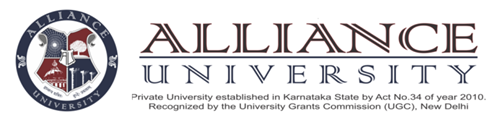 ALLIANCE
UNIVERSITY
ALLIANCE
UNIVERSITY
Private University established in Karnataka State by Act No.34 of year 2010.
Recognized by the University Grants Commission (UGC), New Delhi